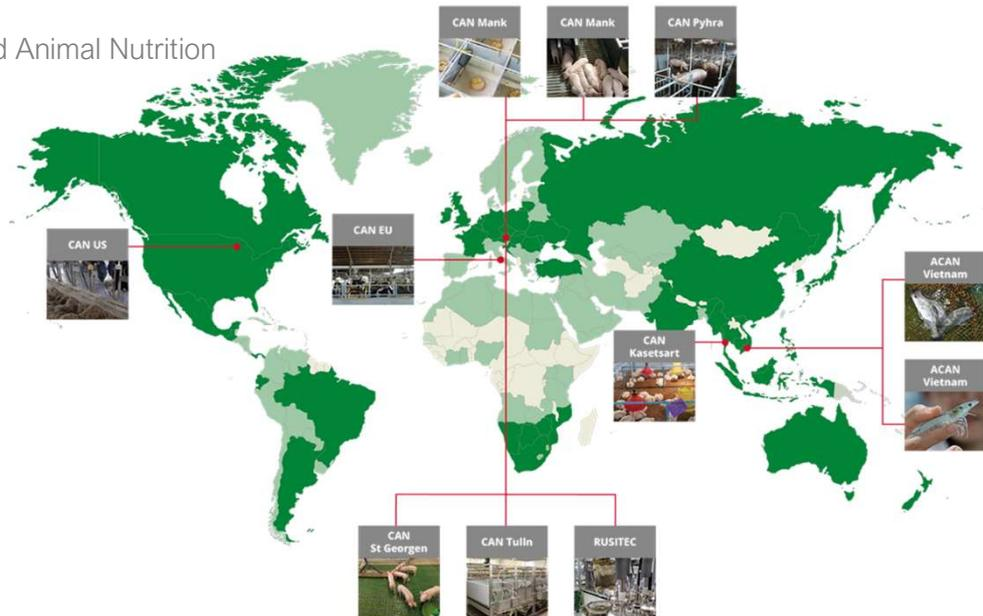 d Animal Nutrition
CAN Mank
CAN Mank
CAN Pyhra
CAN US
CAN EU
ACAN
Vietnam
CAN
Kasetsart
ACAN
Vietnam
CAN
St Georgen
CAN Tulln
RUSITEC